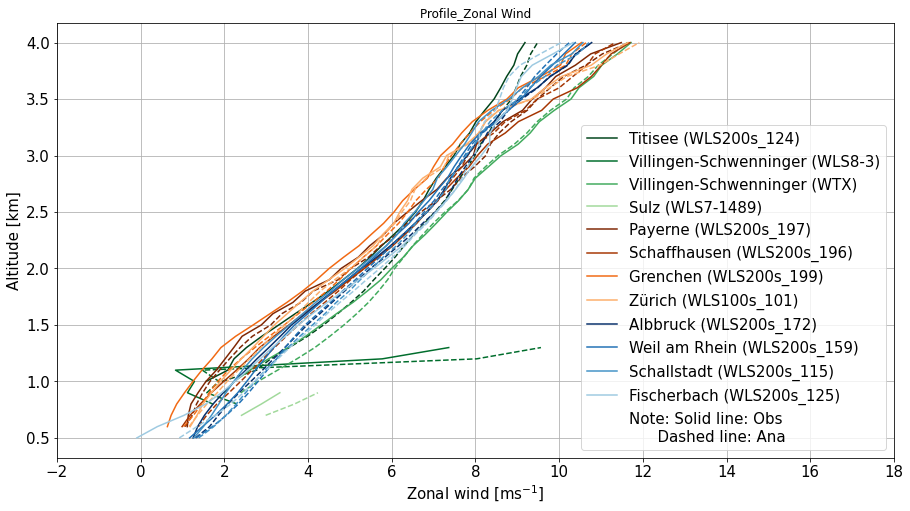 Profile_Zonal Wind
Altitude [km]
4.0
3.5
3.0
2.5
2.0
1.5
1.0
0.5
Titisee (WLS200s_124)
Villingen-Schwenninger (WLS8-3)
Villingen-Schwenninger (WTX)
Sulz (WLS7-1489)
Payerne (WLS200s_197)
Schaffhausen (WLS200s_196)
Grenchen (WLS200s_199)
Zürich (WLS100s_101)
Albbruck (WLS200s_172)
Weil am Rhein (WLS200s_159)
Schallstadt (WLS200s_115)
Fischerbach (WLS200s_125)
Note: Solid line: Obs
Dashed line: Ana
−2 0 2 4 6 8 10 12 14 16 18
Zonal wind [ms⁻¹]